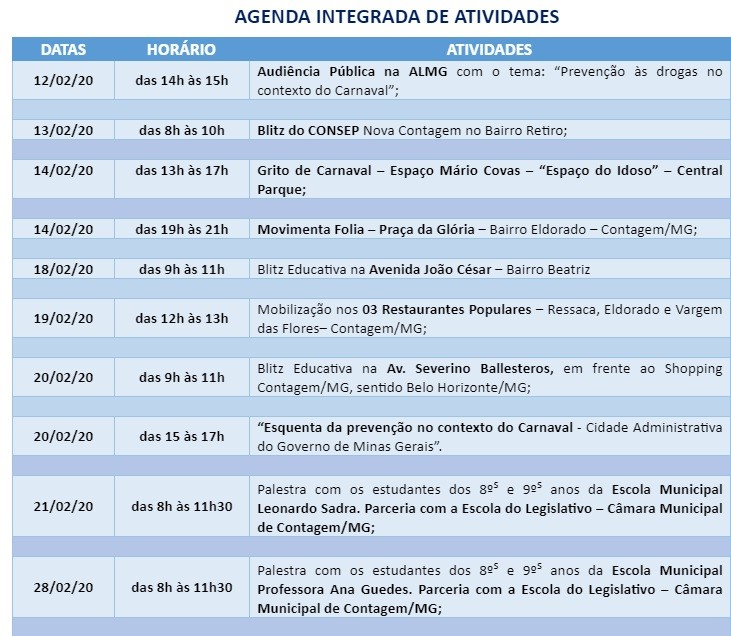 AGENDA INTEGRADA DE ATIVIDADES
DATAS HORÁRIO ATIVIDADES
12/02/20 das 14h às 15h Audiência Pública na ALMG com o tema: “Prevenção às drogas no
contexto do Carnaval”;
13/02/20 das 8h às 10h Blitz do CONSEP Nova Contagem no Bairro Retiro;
14/02/20 das 13h às 17h Grito de Carnaval – Espaço Mário Covas – “Espaço do Idoso” – Central
Parque;
14/02/20 das 19h às 21h Movimenta Folia – Praça da Glória – Bairro Eldorado – Contagem/MG;
18/02/20 das 9h às 11h Blitz Educativa na Avenida João César – Bairro Beatriz
19/02/20 das 12h às 13h Mobilização nos 03 Restaurantes Populares – Ressaca, Eldorado e Vargem
das Flores– Contagem/MG;
20/02/20 das 9h às 11h Blitz Educativa na Av. Severino Ballesteros, em frente ao Shopping
Contagem/MG, sentido Belo Horizonte/MG;
20/02/20 das 15 às 17h “Esquenta da prevenção no contexto do Carnaval - Cidade Administrativa
do Governo de Minas Gerais”.
21/02/20 das 8h às 11h30 Palestra com os estudantes dos 8ºˢ e 9ºˢ anos da Escola Municipal
Leonardo Sadra. Parceria com a Escola do Legislativo – Câmara Municipal
de Contagem/MG;
28/02/20 das 8h às 11h30 Palestra com os estudantes dos 8ºˢ e 9ºˢ anos da Escola Municipal
Professora Ana Guedes. Parceria com a Escola do Legislativo – Câmara
Municipal de Contagem/MG;